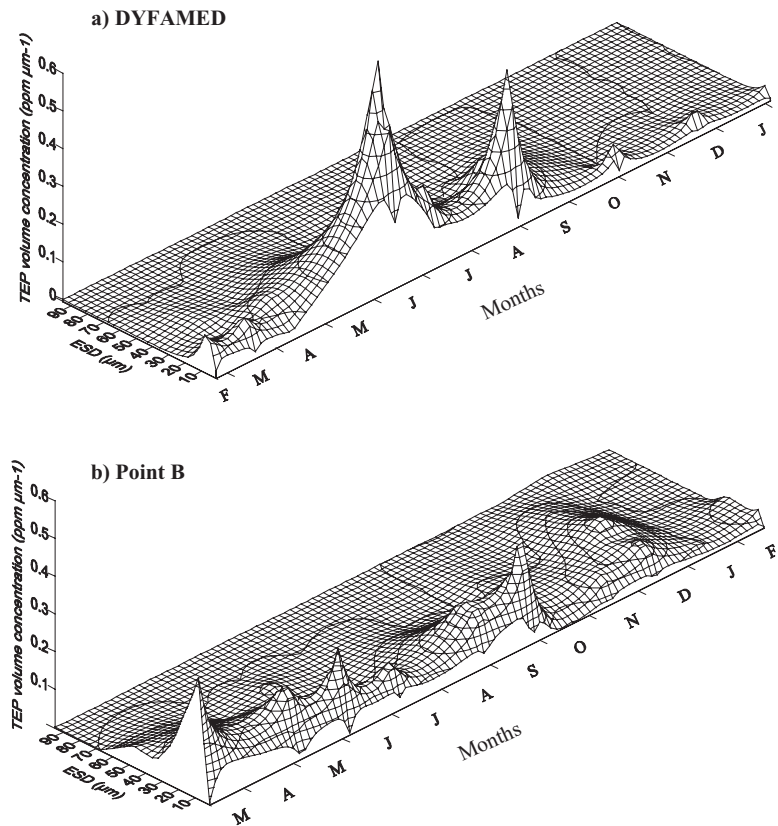 a) DYFAMED
TEP volume concentration (ppm µm-1)
0.6
0.5
0.4
0.3
0.2
0.1
0
90
80
70
60
50
40
30
20
10
ESD (µm)
F
M
A
M
J
J
A
S
O
N
D
J
Months
b) Point B
TEP volume concentration (ppm µm-1)
0.6
0.5
0.4
0.3
0.2
0.1
90
80
70
60
50
40
30
20
10
ESD (µm)
M
A
M
J
J
A
S
O
N
D
J
F
Months